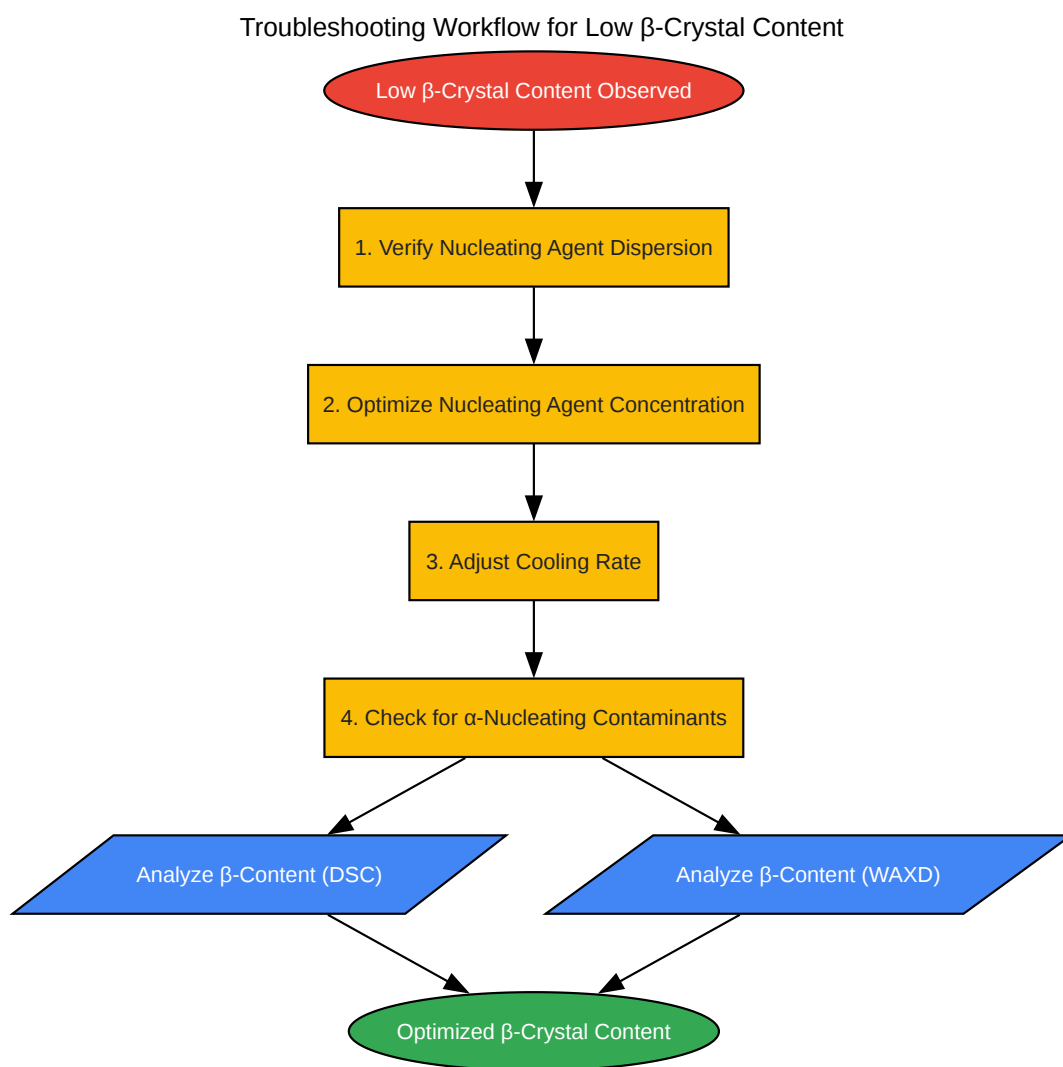 Troubleshooting Workflow for Low β-Crystal Content
Low β-Crystal Content Observed
1. Verify Nucleating Agent Dispersion
2. Optimize Nucleating Agent Concentration
3. Adjust Cooling Rate
4. Check for α-Nucleating Contaminants
Analyze β-Content (DSC)
Analyze β-Content (WAXD)
Optimized β-Crystal Content